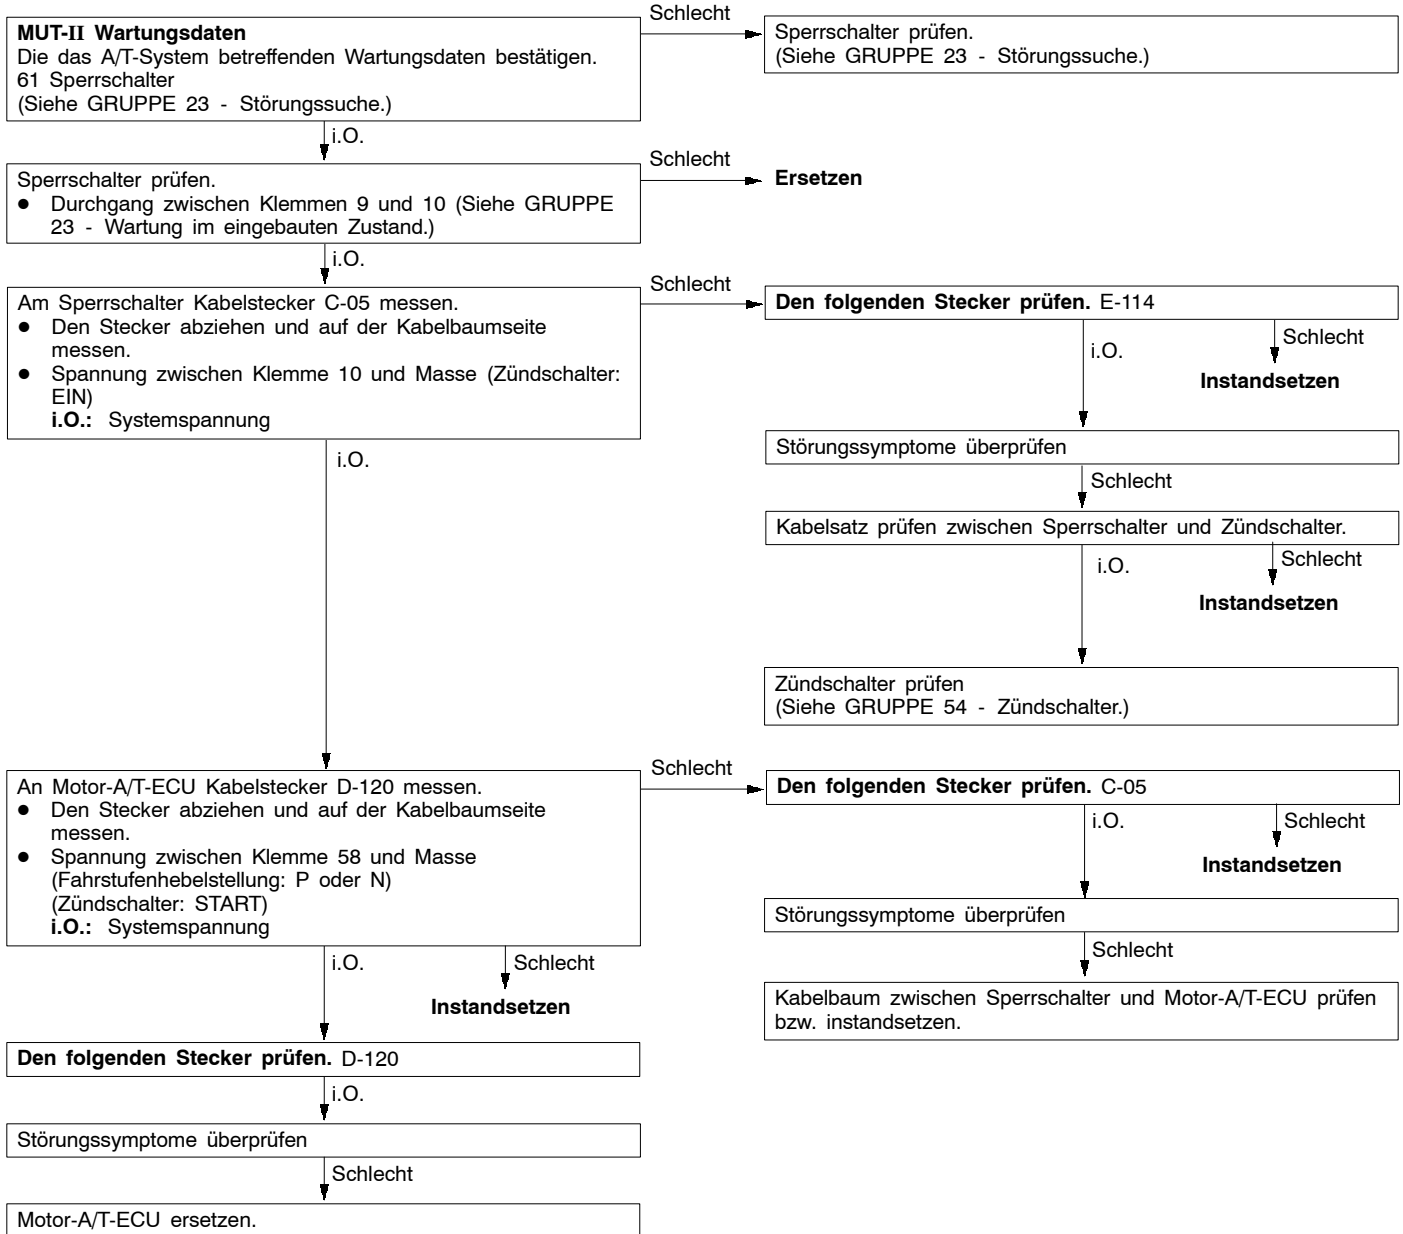 MUT-II Wartungsdaten
Die das A/T-System betreffenden Wartungsdaten bestätigen.
61 Sperrschalter
(Siehe GRUPPE 23 - Störungssuche.)
Schlecht
Sperrschalter prüfen.
(Siehe GRUPPE 23 - Störungssuche.)
i.O.
Sperrschalter prüfen.
● Durchgang zwischen Klemmen 9 und 10 (Siehe GRUPPE
23 - Wartung im eingebauten Zustand.)
Schlecht
Ersetzen
i.O.
Am Sperrschalter Kabelstecker C-05 messen.
● Den Stecker abziehen und auf der Kabelbaumseite
messen.
● Spannung zwischen Klemme 10 und Masse (Zündschalter:
EIN)
i.O.: Systemspannung
Schlecht
Den folgenden Stecker prüfen. E-114
i.O.
Schlecht
Instandsetzen
Störungssymptome überprüfen
Schlecht
Kabelsatz prüfen zwischen Sperrschalter und Zündschalter.
i.O.
Schlecht
Instandsetzen
Zündschalter prüfen
(Siehe GRUPPE 54 - Zündschalter.)
i.O.
An Motor-A/T-ECU Kabelstecker D-120 messen.
● Den Stecker abziehen und auf der Kabelbaumseite
messen.
● Spannung zwischen Klemme 58 und Masse
(Fahrstufenhebelstellung: P oder N)
(Zündschalter: START)
i.O.: Systemspannung
Schlecht
Den folgenden Stecker prüfen. C-05
i.O.
Schlecht
Instandsetzen
Störungssymptome überprüfen
Schlecht
Kabelbaum zwischen Sperrschalter und Motor-A/T-ECU prüfen
bzw. instandsetzen.
i.O.
Schlecht
Instandsetzen
Den folgenden Stecker prüfen. D-120
i.O.
Störungssymptome überprüfen
Schlecht
Motor-A/T-ECU ersetzen.